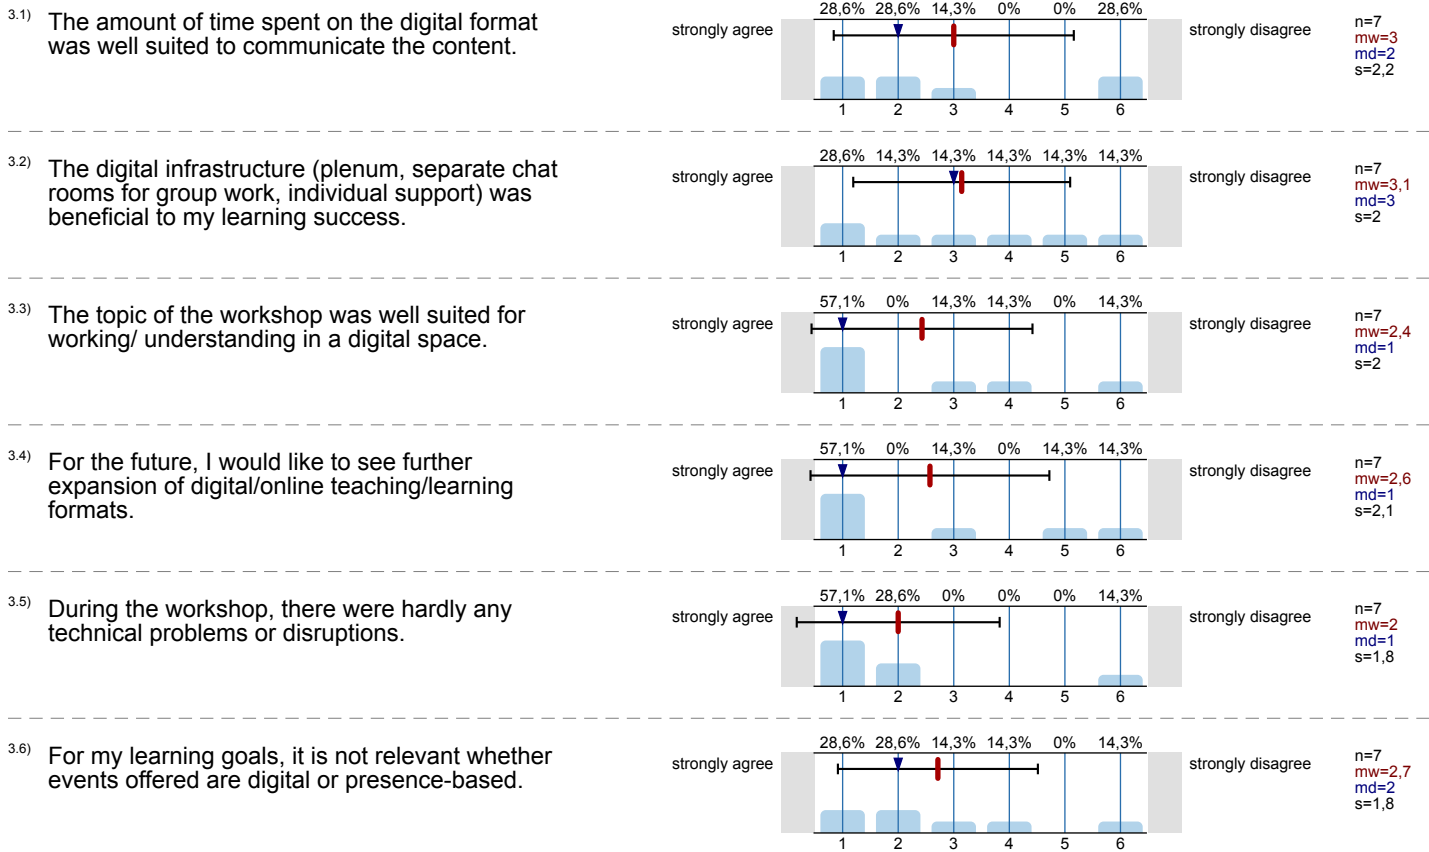 3.1) The amount of time spent on the digital format
was well suited to communicate the content.
28,6% 28,6% 14,3% 0% 0% 28,6%
strongly agree strongly disagree
1 2 3 4 5 6
n=7
mw=3
md=2
s=2,2
3.2) The digital infrastructure (plenum, separate chat
rooms for group work, individual support) was
beneficial to my learning success.
28,6% 14,3% 14,3% 14,3% 14,3% 14,3%
strongly agree strongly disagree
1 2 3 4 5 6
n=7
mw=3,1
md=3
s=2
3.3) The topic of the workshop was well suited for
working/ understanding in a digital space.
57,1% 0% 14,3% 14,3% 0% 14,3%
strongly agree strongly disagree
1 2 3 4 5 6
n=7
mw=2,4
md=1
s=2
3.4) For the future, I would like to see further
expansion of digital/online teaching/learning
formats.
57,1% 0% 14,3% 0% 14,3% 14,3%
strongly agree strongly disagree
1 2 3 4 5 6
n=7
mw=2,6
md=1
s=2,1
3.5) During the workshop, there were hardly any
technical problems or disruptions.
57,1% 28,6% 0% 0% 0% 14,3%
strongly agree strongly disagree
1 2 3 4 5 6
n=7
mw=2
md=1
s=1,8
3.6) For my learning goals, it is not relevant whether
events offered are digital or presence-based.
28,6% 28,6% 14,3% 14,3% 0% 14,3%
strongly agree strongly disagree
1 2 3 4 5 6
n=7
mw=2,7
md=2
s=1,8